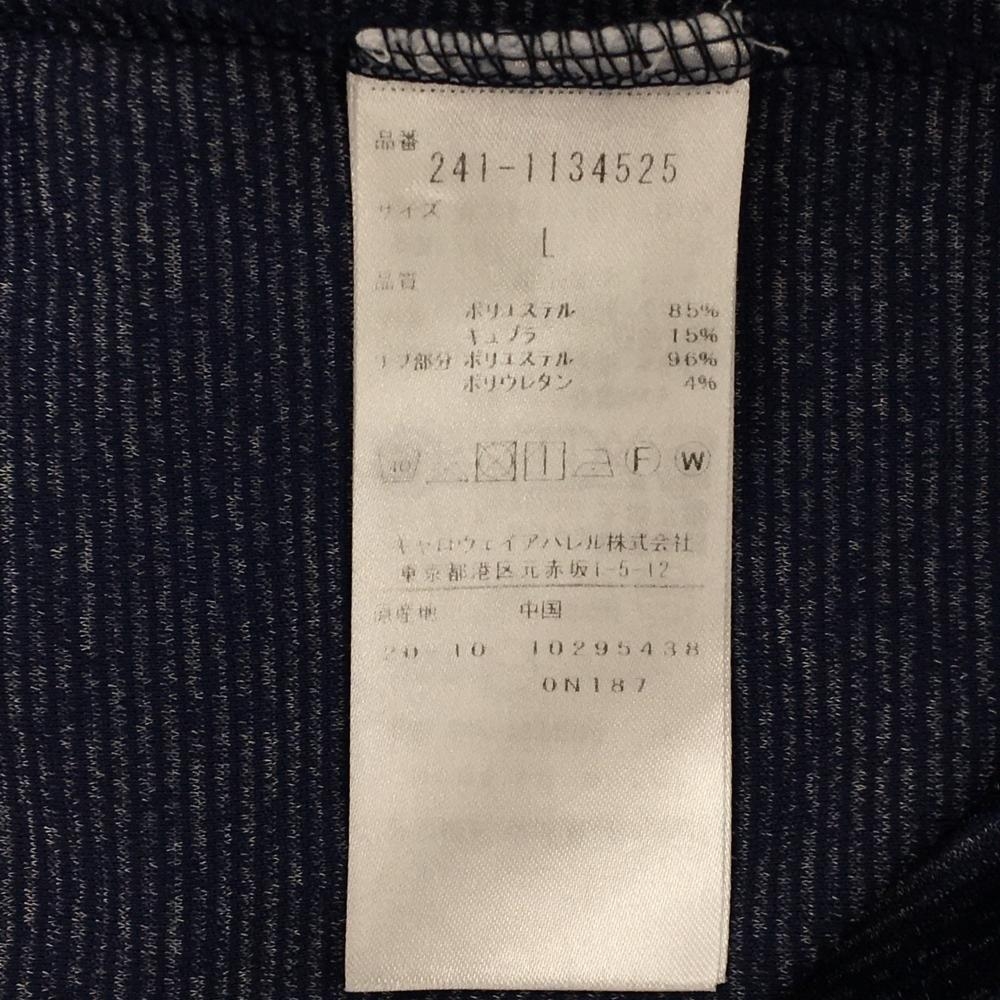 品番
241-1134525
サイズ
L
品質
ポリエステル 85%
キュプラ 15%
リブ部分 ポリエステル 96%
ポリウレタン 4%
40 F W
キャロウェイアパレル株式会社
東京都港区元赤坂1-5-12
原産地 中国
20 10 10295438
0N187